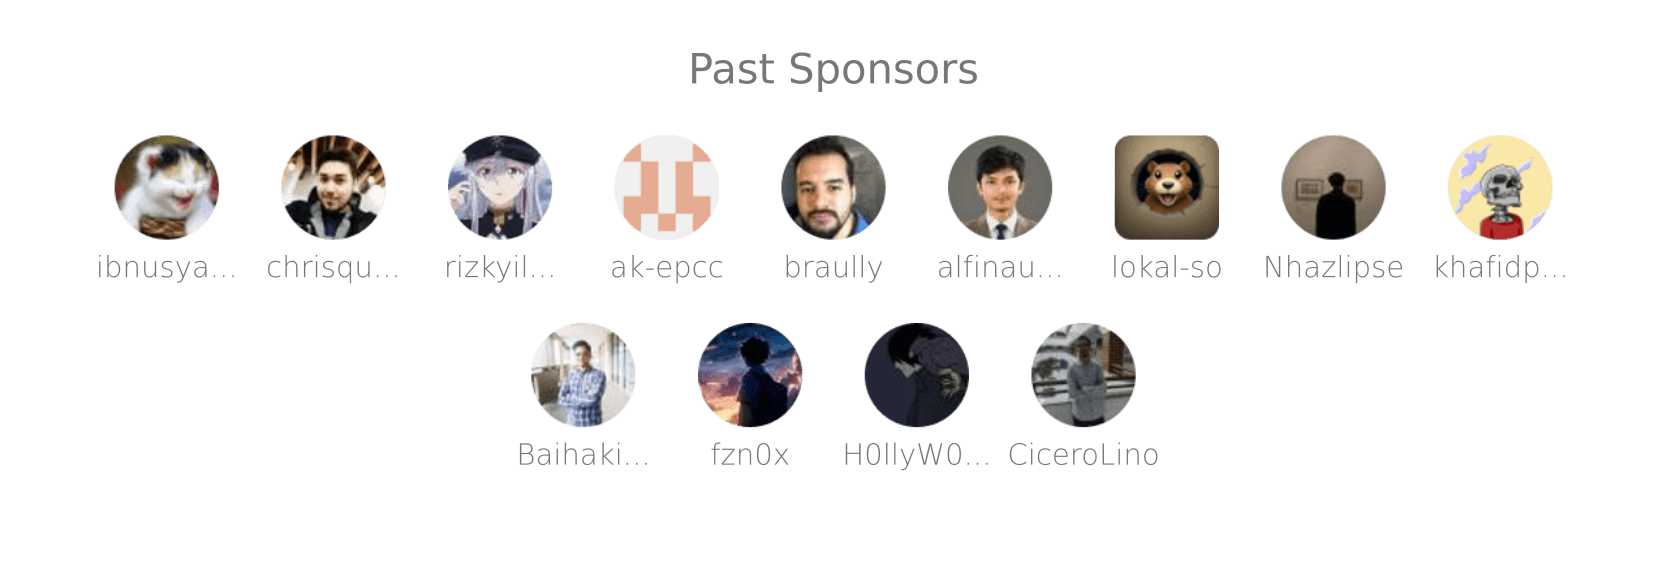 Past Sponsors
ibnusya... chrisqu... rizkyil... ak-epcc braully alfinau... lokal-so Nhazlipse khafidp...
Baihaki... fzn0x H0llyW0... CiceroLino